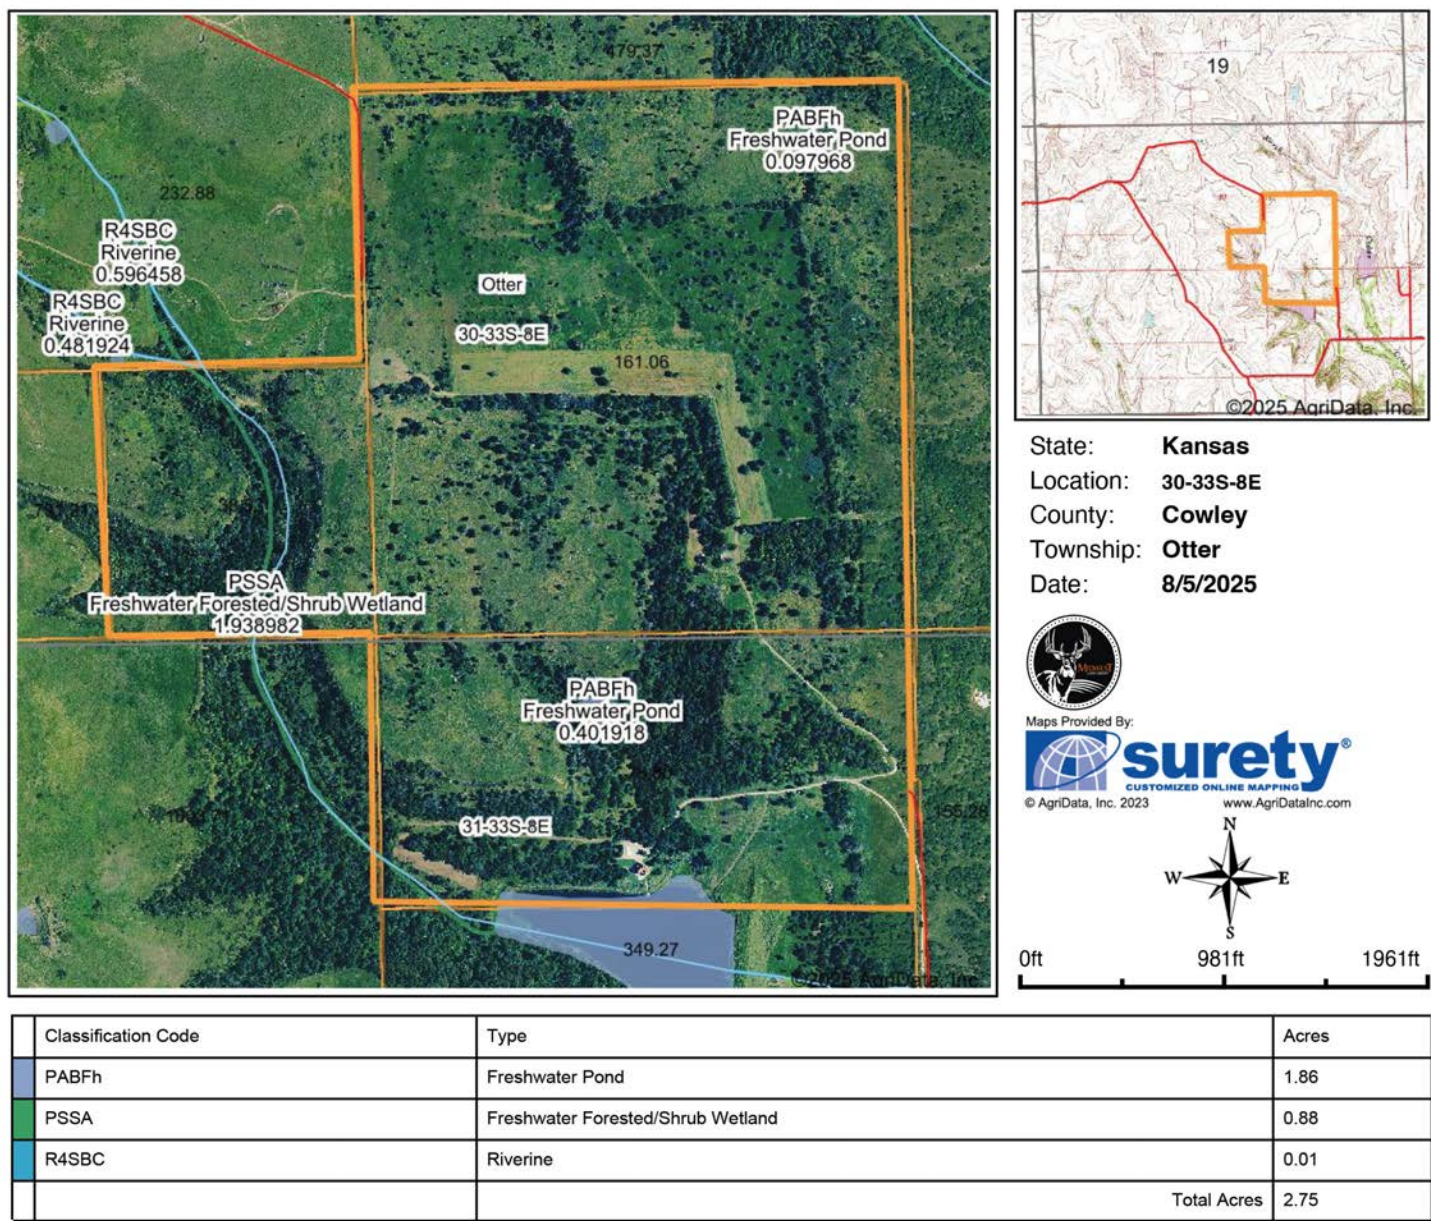 479.37
PABFh
Freshwater Pond
0.097968
232.88
R4SBC
Riverine
0.596458
R4SBC
Riverine
0.481924
Otter
30-33S-8E
161.06
PSSA
Freshwater Forested/Shrub Wetland
1.938982
PABFh
Freshwater Pond
0.401918
31-33S-8E
155.28
349.27
©2025 AgriData, Inc.
19
©2025 AgriData, Inc.
State: Kansas
Location: 30-33S-8E
County: Cowley
Township: Otter
Date: 8/5/2025
MIDWEST
Maps Provided By:
surety®
CUSTOMIZED ONLINE MAPPING
© AgriData, Inc. 2023 www.AgriDataInc.com
N
W E
S
0ft 981ft 1961ft
Classification Code Type Acres
PABFh Freshwater Pond 1.86
PSSA Freshwater Forested/Shrub Wetland 0.88
R4SBC Riverine 0.01
Total Acres 2.75